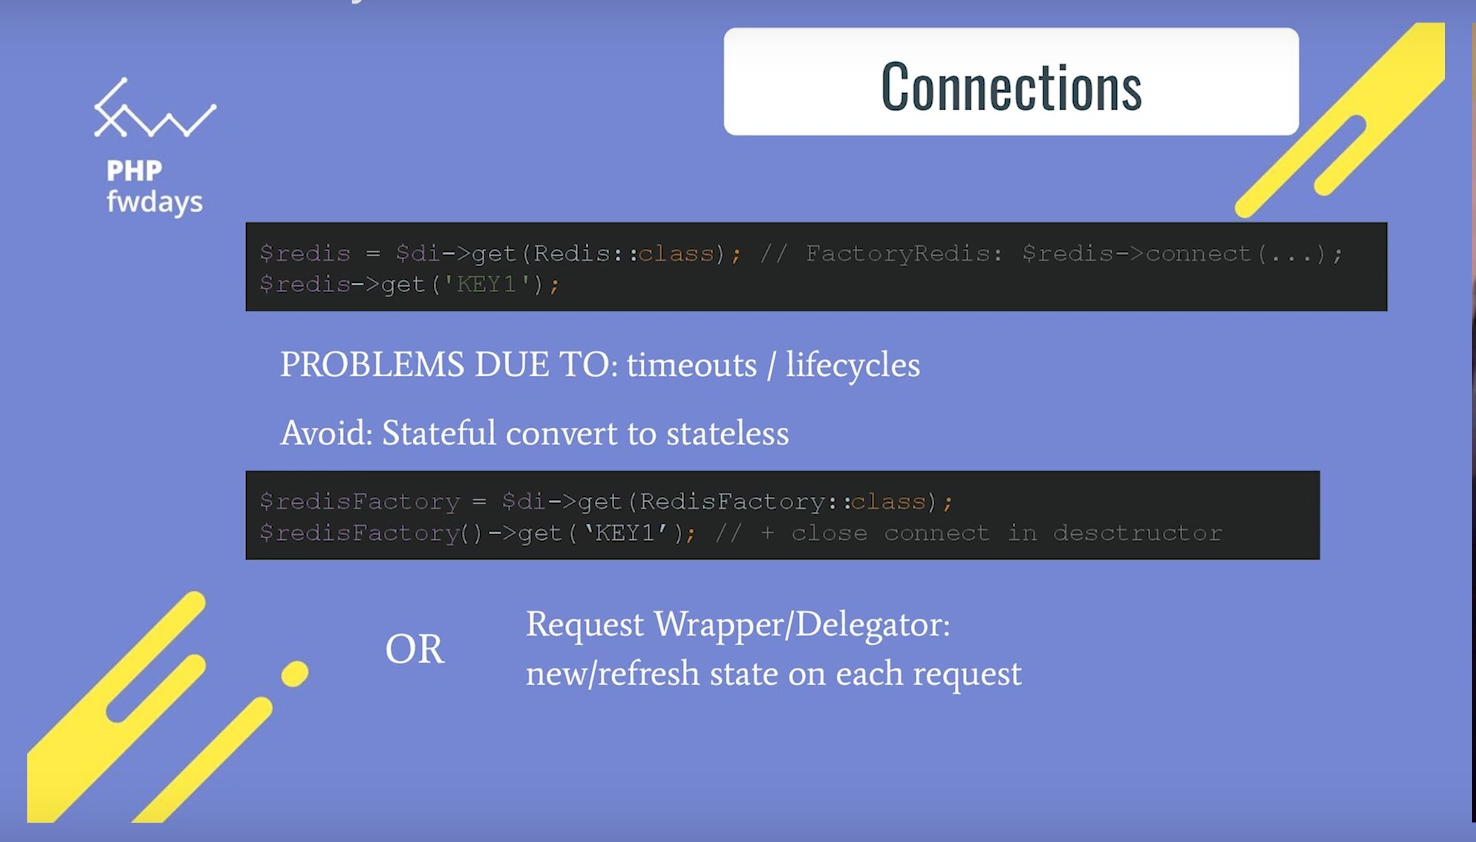 Connections
PHP
fwdays
$redis = $di->get(Redis::class); // FactoryRedis: $redis->connect(...);
$redis->get('KEY1');
PROBLEMS DUE TO: timeouts / lifecycles
Avoid: Stateful convert to stateless
$redisFactory = $di->get(RedisFactory::class);
$redisFactory()->get(‘KEY1’); // + close connect in desctructor
OR
Request Wrapper/Delegator:
new/refresh state on each request